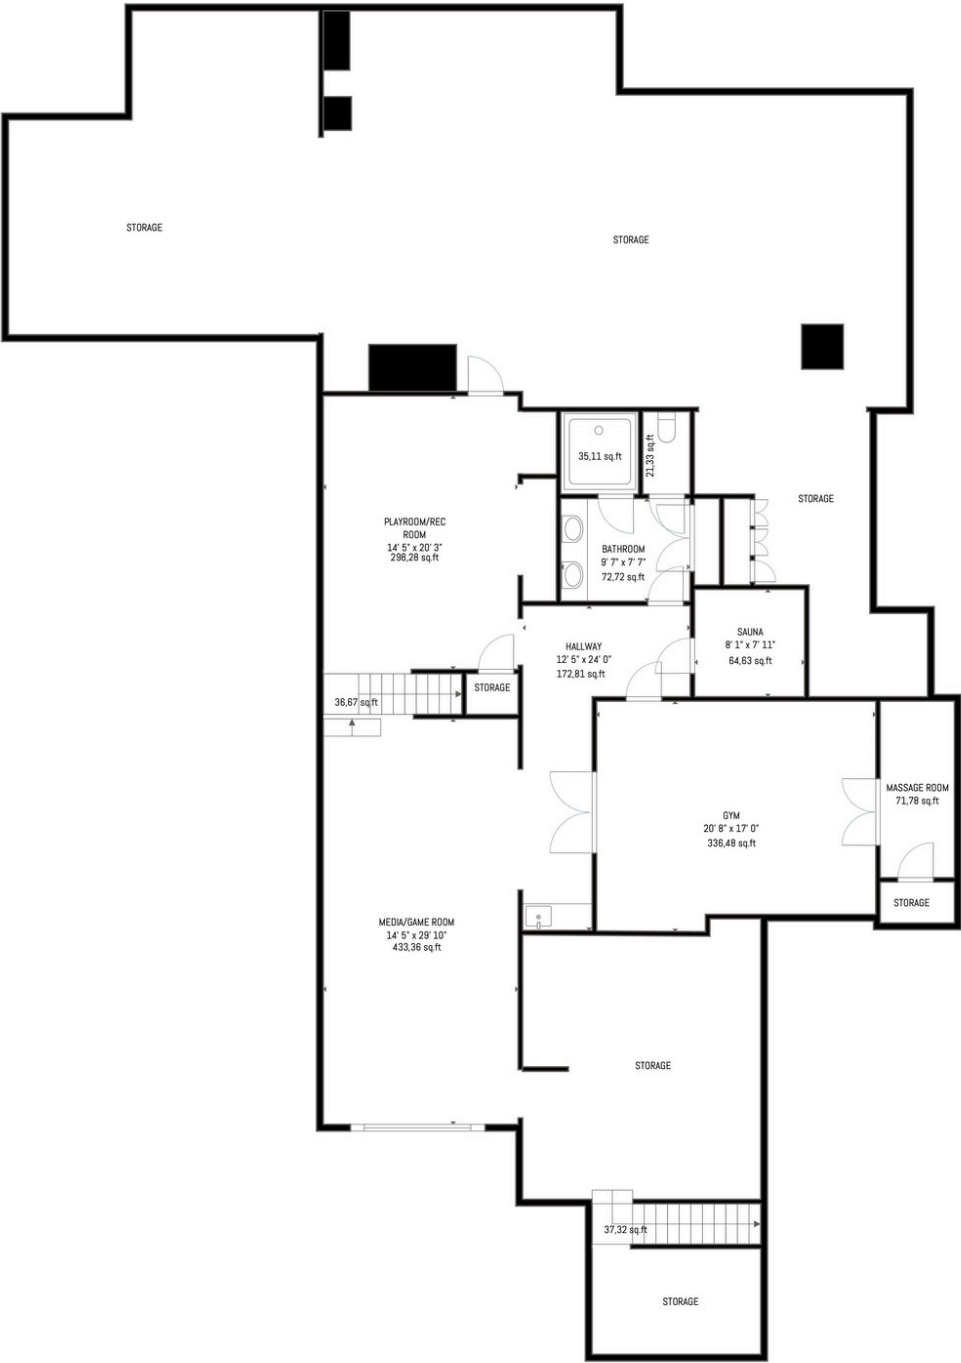 STORAGE
STORAGE
35,11 sq.ft
21,33 sq.ft
STORAGE
PLAYROOM/REC
ROOM
14' 5" x 20' 3"
298,28 sq.ft
BATHROOM
9' 7" x 7' 7"
72,72 sq.ft
HALLWAY
12' 5" x 24' 0"
172,81 sq.ft
SAUNA
8' 1" x 7' 11"
64,63 sq.ft
STORAGE
36,67 sq.ft
MASSAGE ROOM
71,78 sq.ft
GYM
20' 8" x 17' 0"
336,48 sq.ft
STORAGE
MEDIA/GAME ROOM
14' 5" x 29' 10"
433,36 sq.ft
STORAGE
37,32 sq.ft
STORAGE